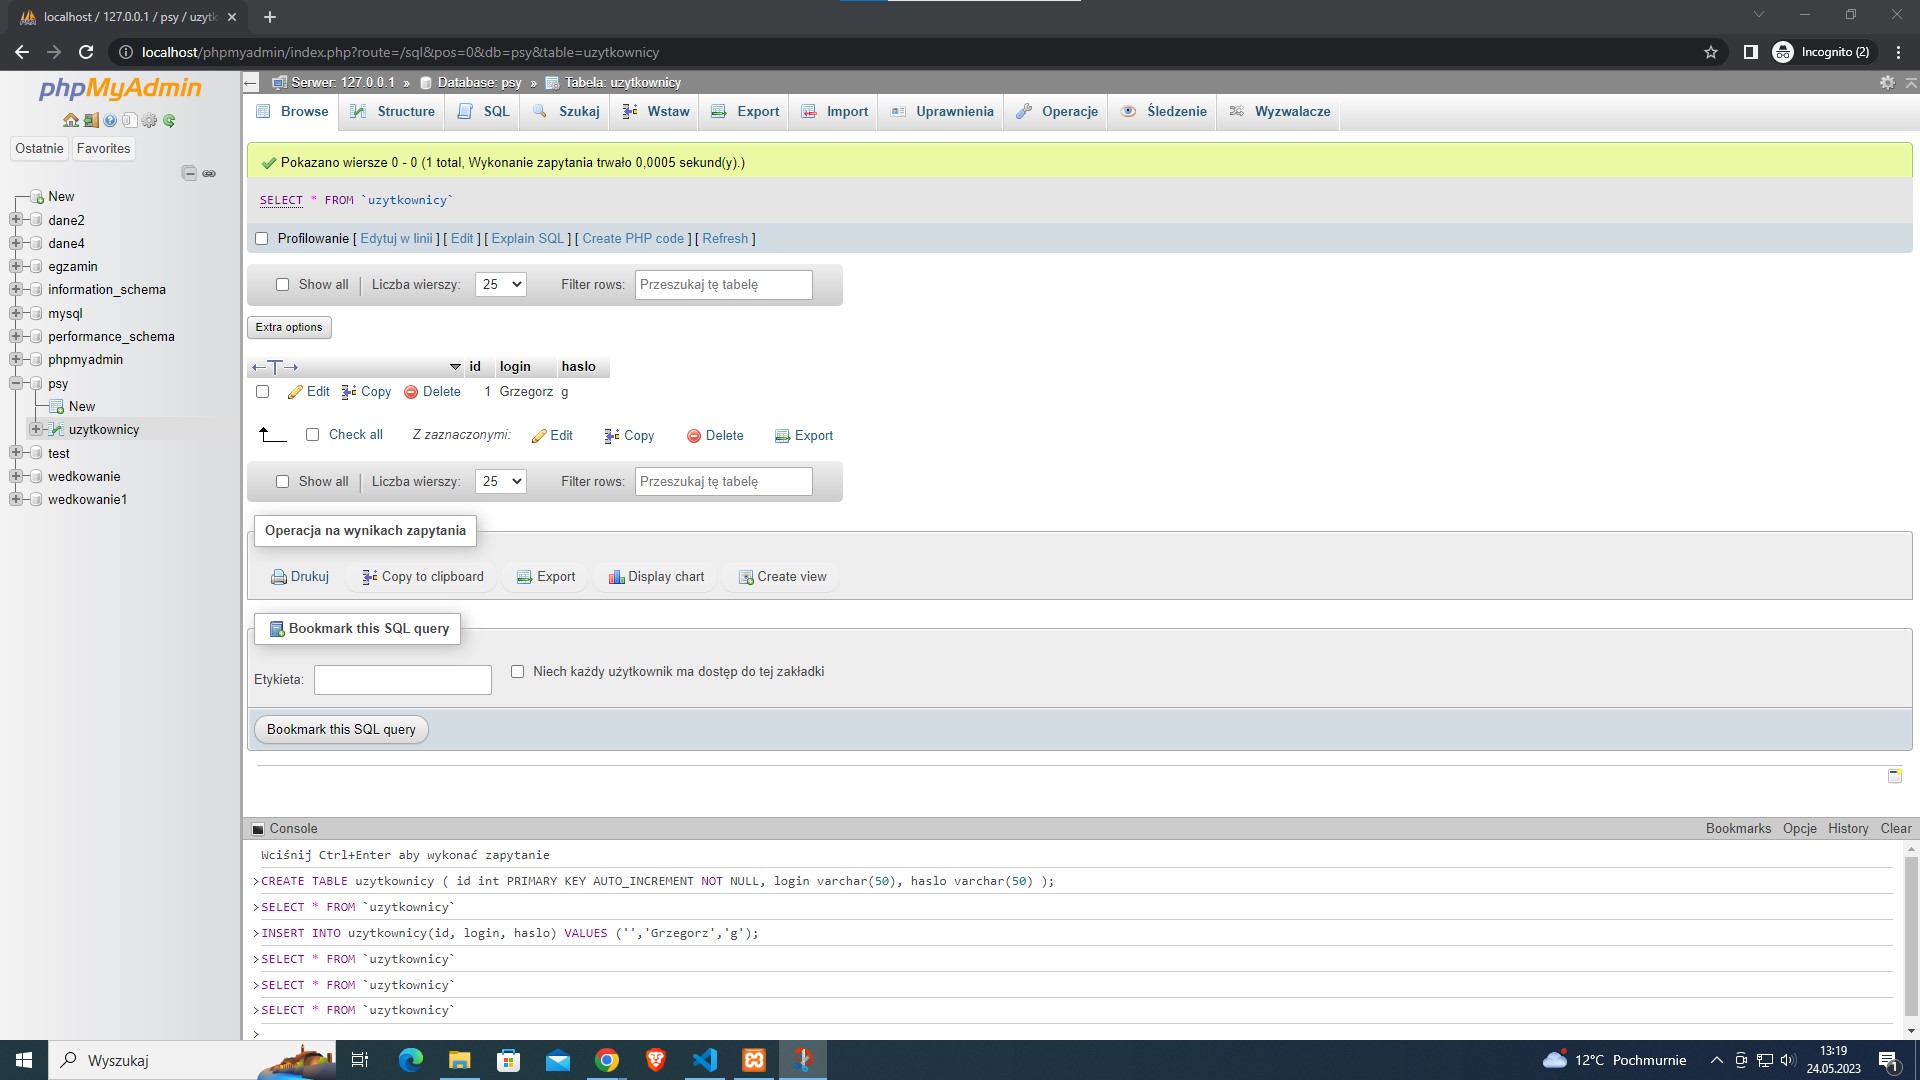 localhost / 127.0.0.1 / psy / uzytk
localhost/phpmyadmin/index.php?route=/sql&pos=0&db=psy&table=uzytkownicy
Incognito (2)
phpMyAdmin
Ostatnie Favorites
New
dane2
dane4
egzamin
information_schema
mysql
performance_schema
phpmyadmin
psy
New
uzytkownicy
test
wedkowanie
wedkowanie1
Serwer: 127.0.0.1 » Database: psy » Tabela: uzytkownicy
Browse Structure SQL Szukaj Wstaw Export Import Uprawnienia Operacje Śledzenie Wyzwalacze
Pokazano wiersze 0 - 0 (1 total, Wykonanie zapytania trwało 0,0005 sekund(y).)
SELECT * FROM `uzytkownicy`
Profilowanie [ Edytuj w linii ] [ Edit ] [ Explain SQL ] [ Create PHP code ] [ Refresh ]
Show all Liczba wierszy: 25 Filter rows: Przeszukaj tę tabelę
Extra options
id login haslo
Edit Copy Delete 1 Grzegorz g
Check all Z zaznaczonymi: Edit Copy Delete Export
Show all Liczba wierszy: 25 Filter rows: Przeszukaj tę tabelę
Operacja na wynikach zapytania
Drukuj Copy to clipboard Export Display chart Create view
Bookmark this SQL query
Etykieta: Niech każdy użytkownik ma dostęp do tej zakładki
Bookmark this SQL query
Console Bookmarks Opcje History Clear
Wciśnij Ctrl+Enter aby wykonać zapytanie
>CREATE TABLE uzytkownicy ( id int PRIMARY KEY AUTO_INCREMENT NOT NULL, login varchar(50), haslo varchar(50) );
>SELECT * FROM `uzytkownicy`
>INSERT INTO uzytkownicy(id, login, haslo) VALUES ('','Grzegorz','g');
>SELECT * FROM `uzytkownicy`
>SELECT * FROM `uzytkownicy`
>SELECT * FROM `uzytkownicy`
>
Wyszukaj
12°C Pochmurnie
13:19
24.05.2023
1